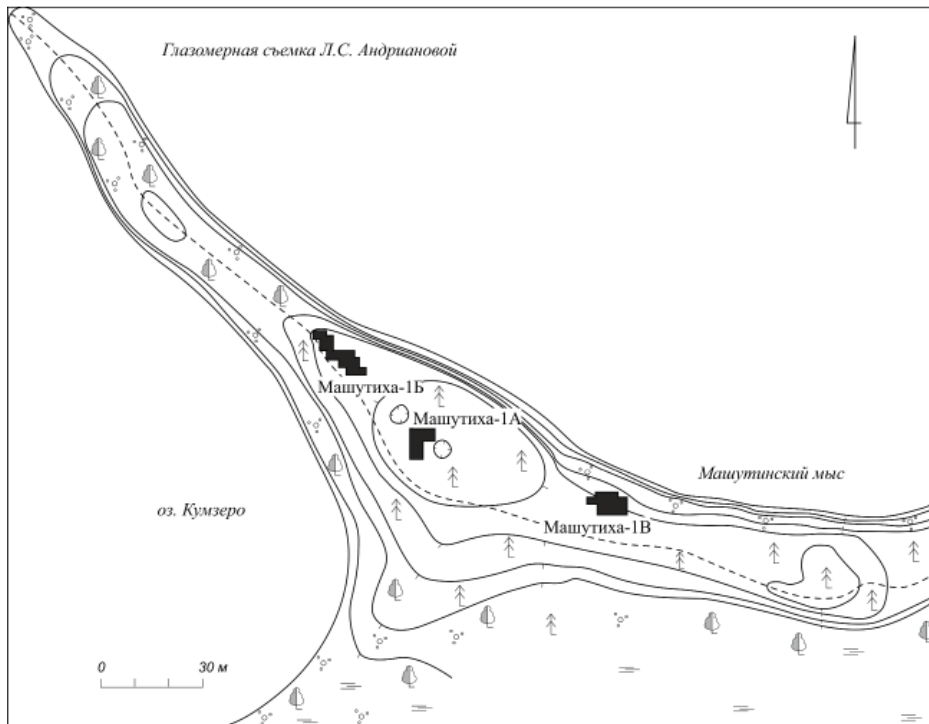 Глазомерная съемка Л.С. Андриановой
Машутиха-1Б
Машутиха-1А
Машутинский мыс
оз. Кумзеро
Машутиха-1В
0 30 м